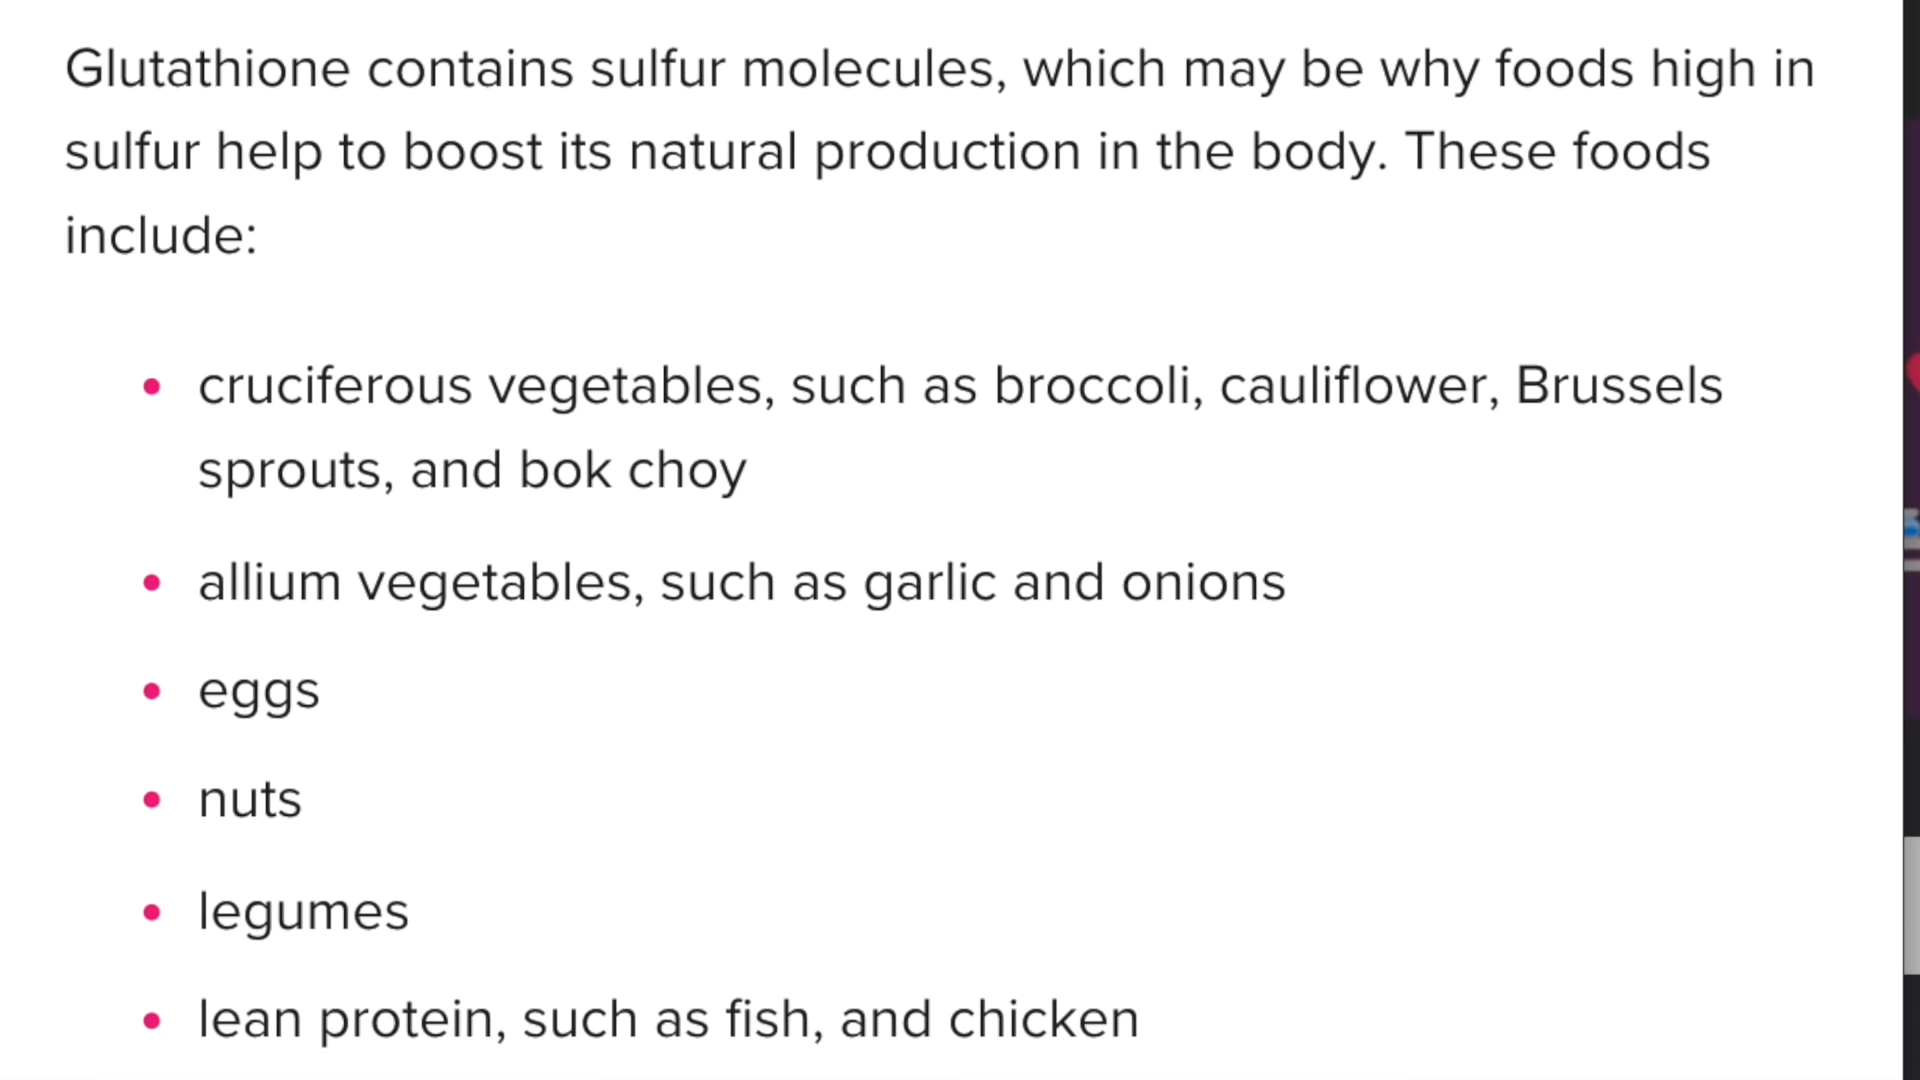 Glutathione contains sulfur molecules, which may be why foods high in
sulfur help to boost its natural production in the body. These foods
include:
• cruciferous vegetables, such as broccoli, cauliflower, Brussels
sprouts, and bok choy
• allium vegetables, such as garlic and onions
• eggs
• nuts
• legumes
• lean protein, such as fish, and chicken